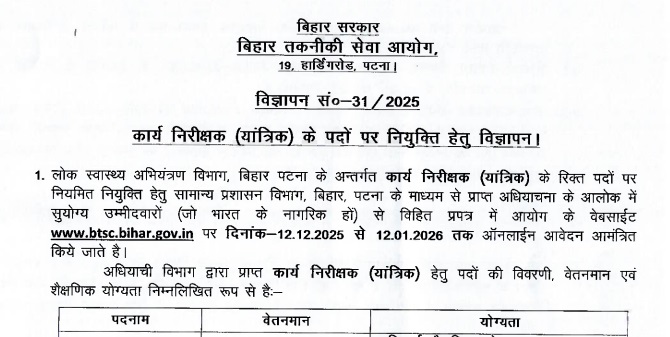 बिहार सरकार
बिहार तकनीकी सेवा आयोग,
19, हार्डिंगरोड, पटना।
विज्ञापन सं०–31/2025
कार्य निरीक्षक (यांत्रिक) के पदों पर नियुक्ति हेतु विज्ञापन।
1. लोक स्वास्थ्य अभियंत्रण विभाग, बिहार पटना के अन्तर्गत कार्य निरीक्षक (यांत्रिक) के रिक्त पदों पर
नियमित नियुक्ति हेतु सामान्य प्रशासन विभाग, बिहार, पटना के माध्यम से प्राप्त अधियाचना के आलोक में
सुयोग्य उम्मीदवारों (जो भारत के नागरिक हों) से विहित प्रपत्र में आयोग के वेबसाईट
www.btsc.bihar.gov.in पर दिनांक–12.12.2025 से 12.01.2026 तक ऑनलाईन आवेदन आमंत्रित
किये जाते है।
अधियाची विभाग द्वारा प्राप्त कार्य निरीक्षक (यांत्रिक) हेतु पदों की विवरणी, वेतनमान एवं
शैक्षणिक योग्यता निम्नलिखित रूप से है:–
पदनाम वेतनमान योग्यता